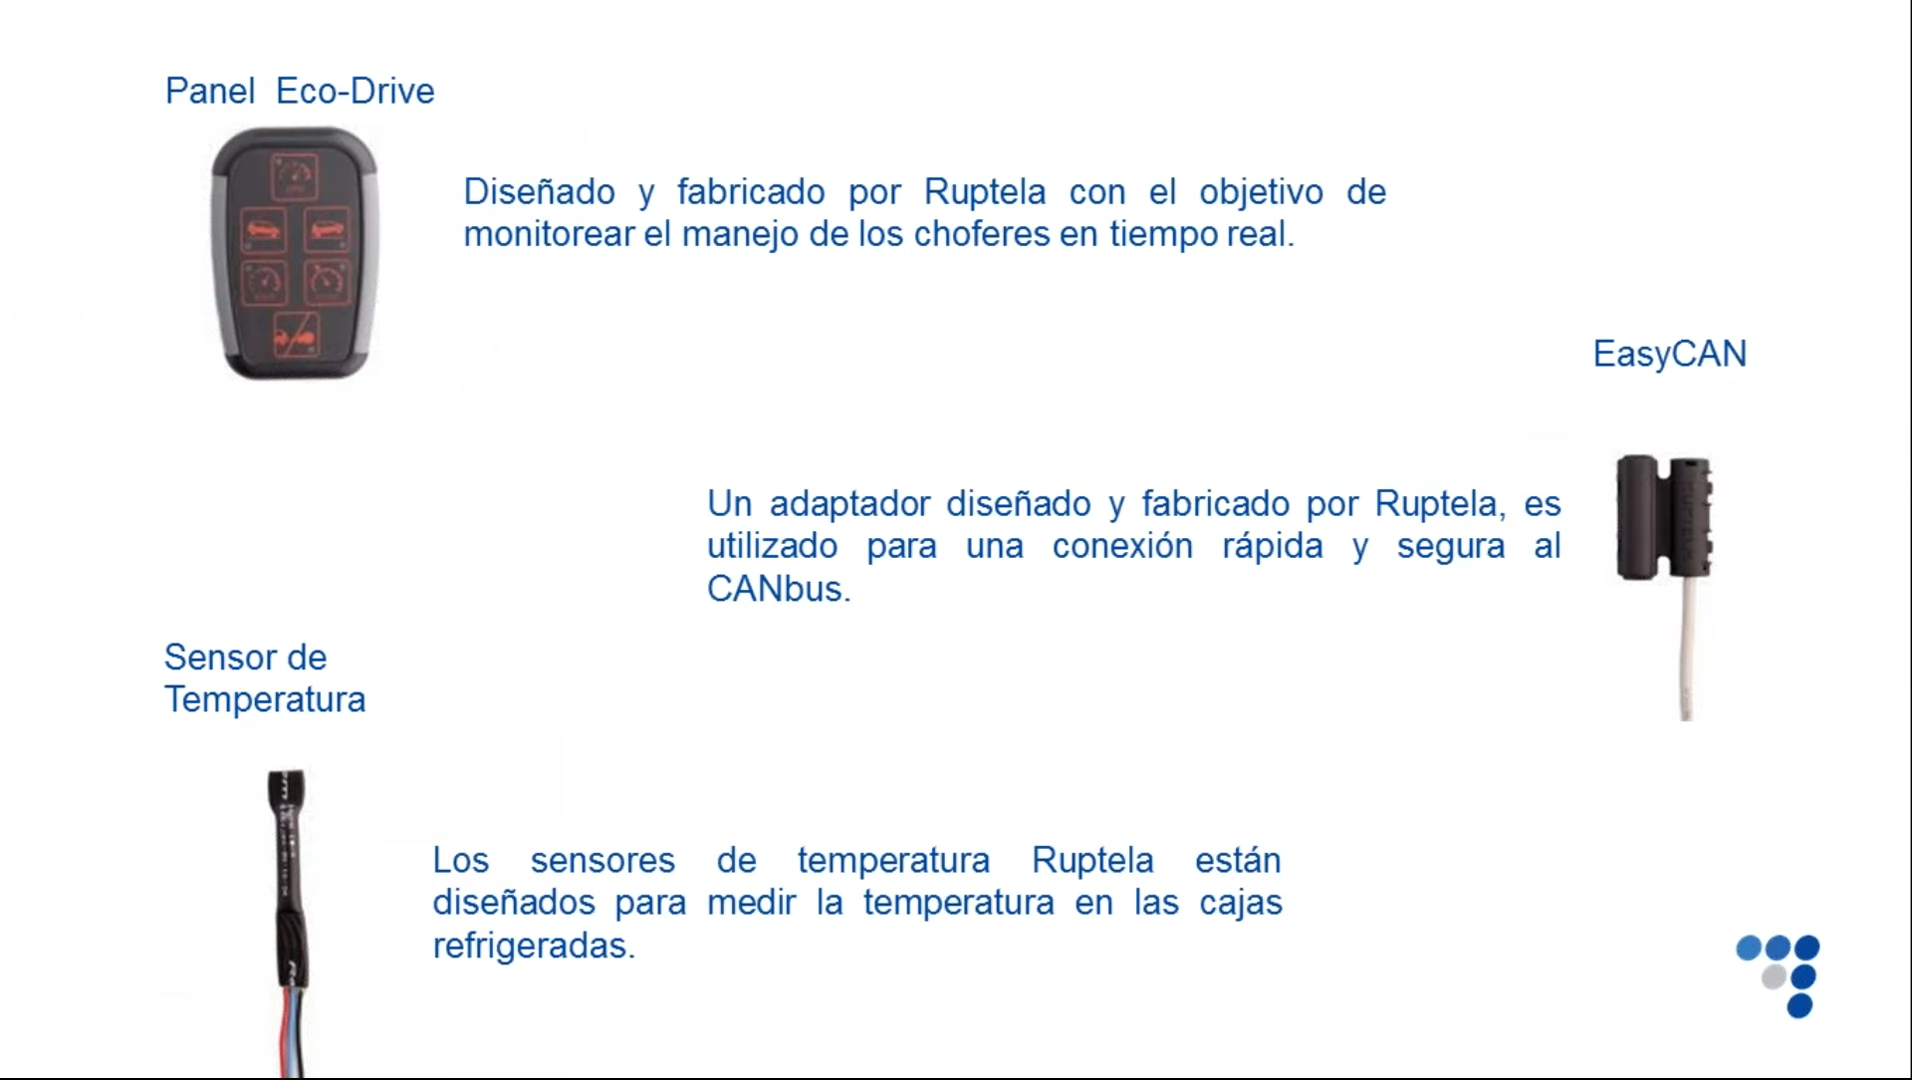 Panel Eco-Drive
Diseñado y fabricado por Ruptela con el objetivo de
monitorear el manejo de los choferes en tiempo real.
EasyCAN
Un adaptador diseñado y fabricado por Ruptela, es
utilizado para una conexión rápida y segura al
CANbus.
Sensor de
Temperatura
Los sensores de temperatura Ruptela están
diseñados para medir la temperatura en las cajas
refrigeradas.